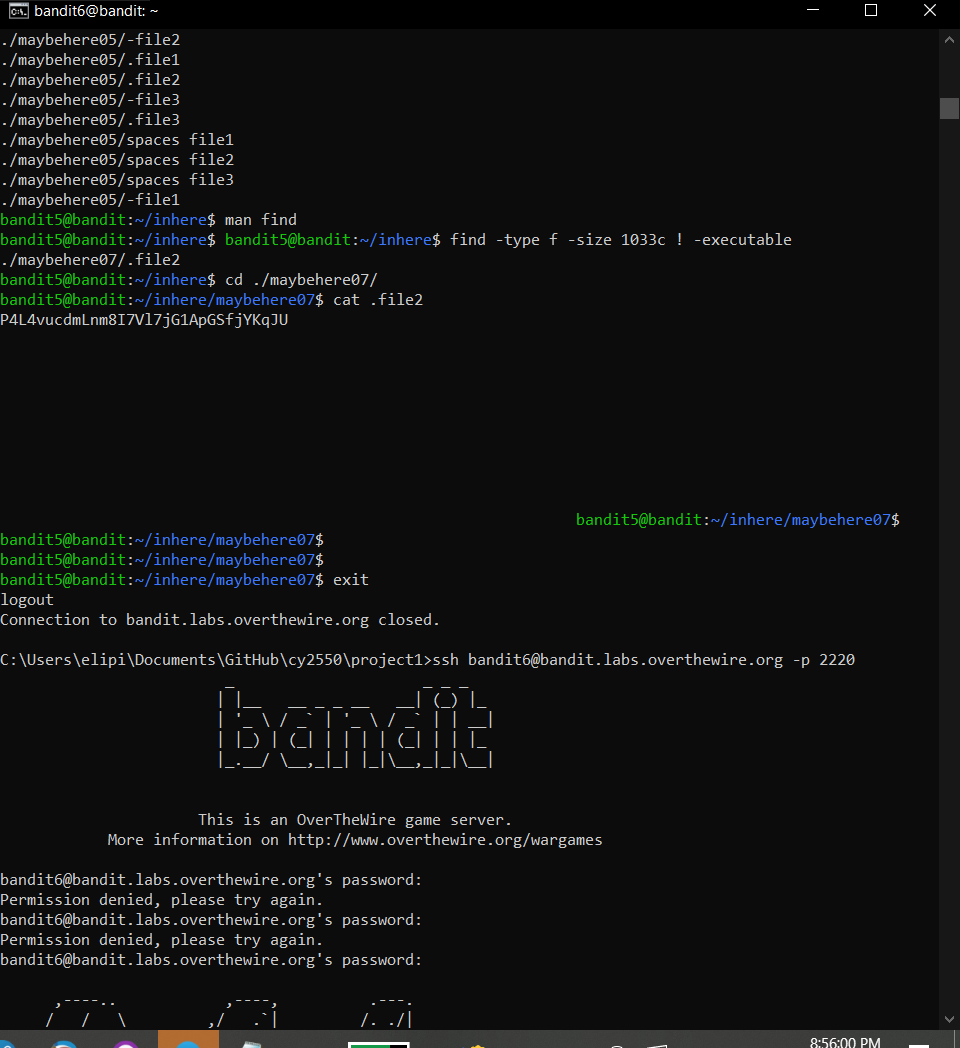 bandit6@bandit: ~
./maybehere05/-file2
./maybehere05/.file1
./maybehere05/.file2
./maybehere05/-file3
./maybehere05/.file3
./maybehere05/spaces file1
./maybehere05/spaces file2
./maybehere05/spaces file3
./maybehere05/-file1
bandit5@bandit:~/inhere$ man find
bandit5@bandit:~/inhere$ bandit5@bandit:~/inhere$ find -type f -size 1033c ! -executable
./maybehere07/.file2
bandit5@bandit:~/inhere$ cd ./maybehere07/
bandit5@bandit:~/inhere/maybehere07$ cat .file2
P4L4vucdmLnm8I7Vl7jG1ApGSfjYKqJU
bandit5@bandit:~/inhere/maybehere07$
bandit5@bandit:~/inhere/maybehere07$
bandit5@bandit:~/inhere/maybehere07$
bandit5@bandit:~/inhere/maybehere07$ exit
logout
Connection to bandit.labs.overthewire.org closed.
C:\Users\elipi\Documents\GitHub\cy2550\project1>ssh bandit6@bandit.labs.overthewire.org -p 2220
bandit
This is an OverTheWire game server.
More information on http://www.overthewire.org/wargames
bandit6@bandit.labs.overthewire.org's password:
Permission denied, please try again.
bandit6@bandit.labs.overthewire.org's password:
Permission denied, please try again.
bandit6@bandit.labs.overthewire.org's password:
8:56:00 PM